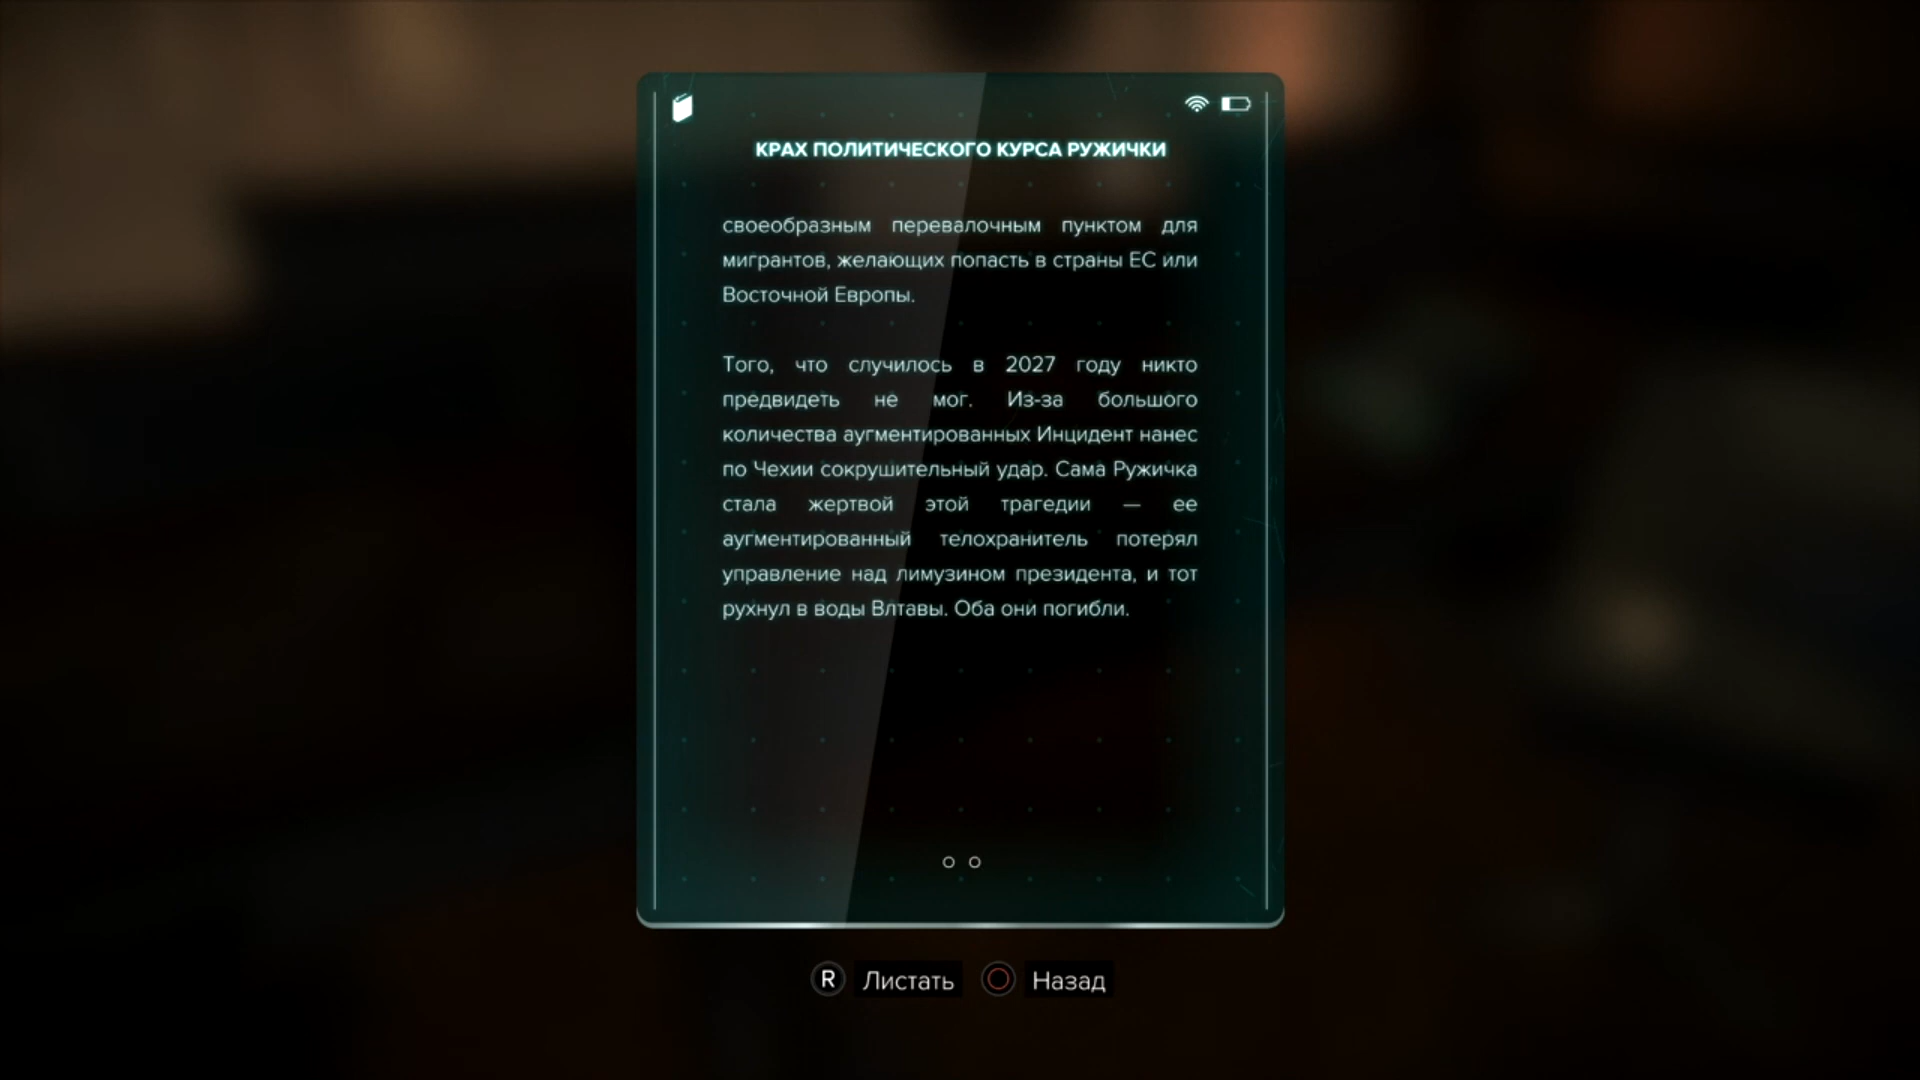 КРАХ ПОЛИТИЧЕСКОГО КУРСА РУЖИЧКИ
своеобразным перевалочным пунктом для
мигрантов, желающих попасть в страны ЕС или
Восточной Европы.
Того, что случилось в 2027 году никто
предвидеть не мог. Из-за большого
количества аугментированных Инцидент нанес
по Чехии сокрушительный удар. Сама Ружичка
стала жертвой этой трагедии — ее
аугментированный телохранитель потерял
управление над лимузином президента, и тот
рухнул в воды Влтавы. Оба они погибли.
R Листать Назад